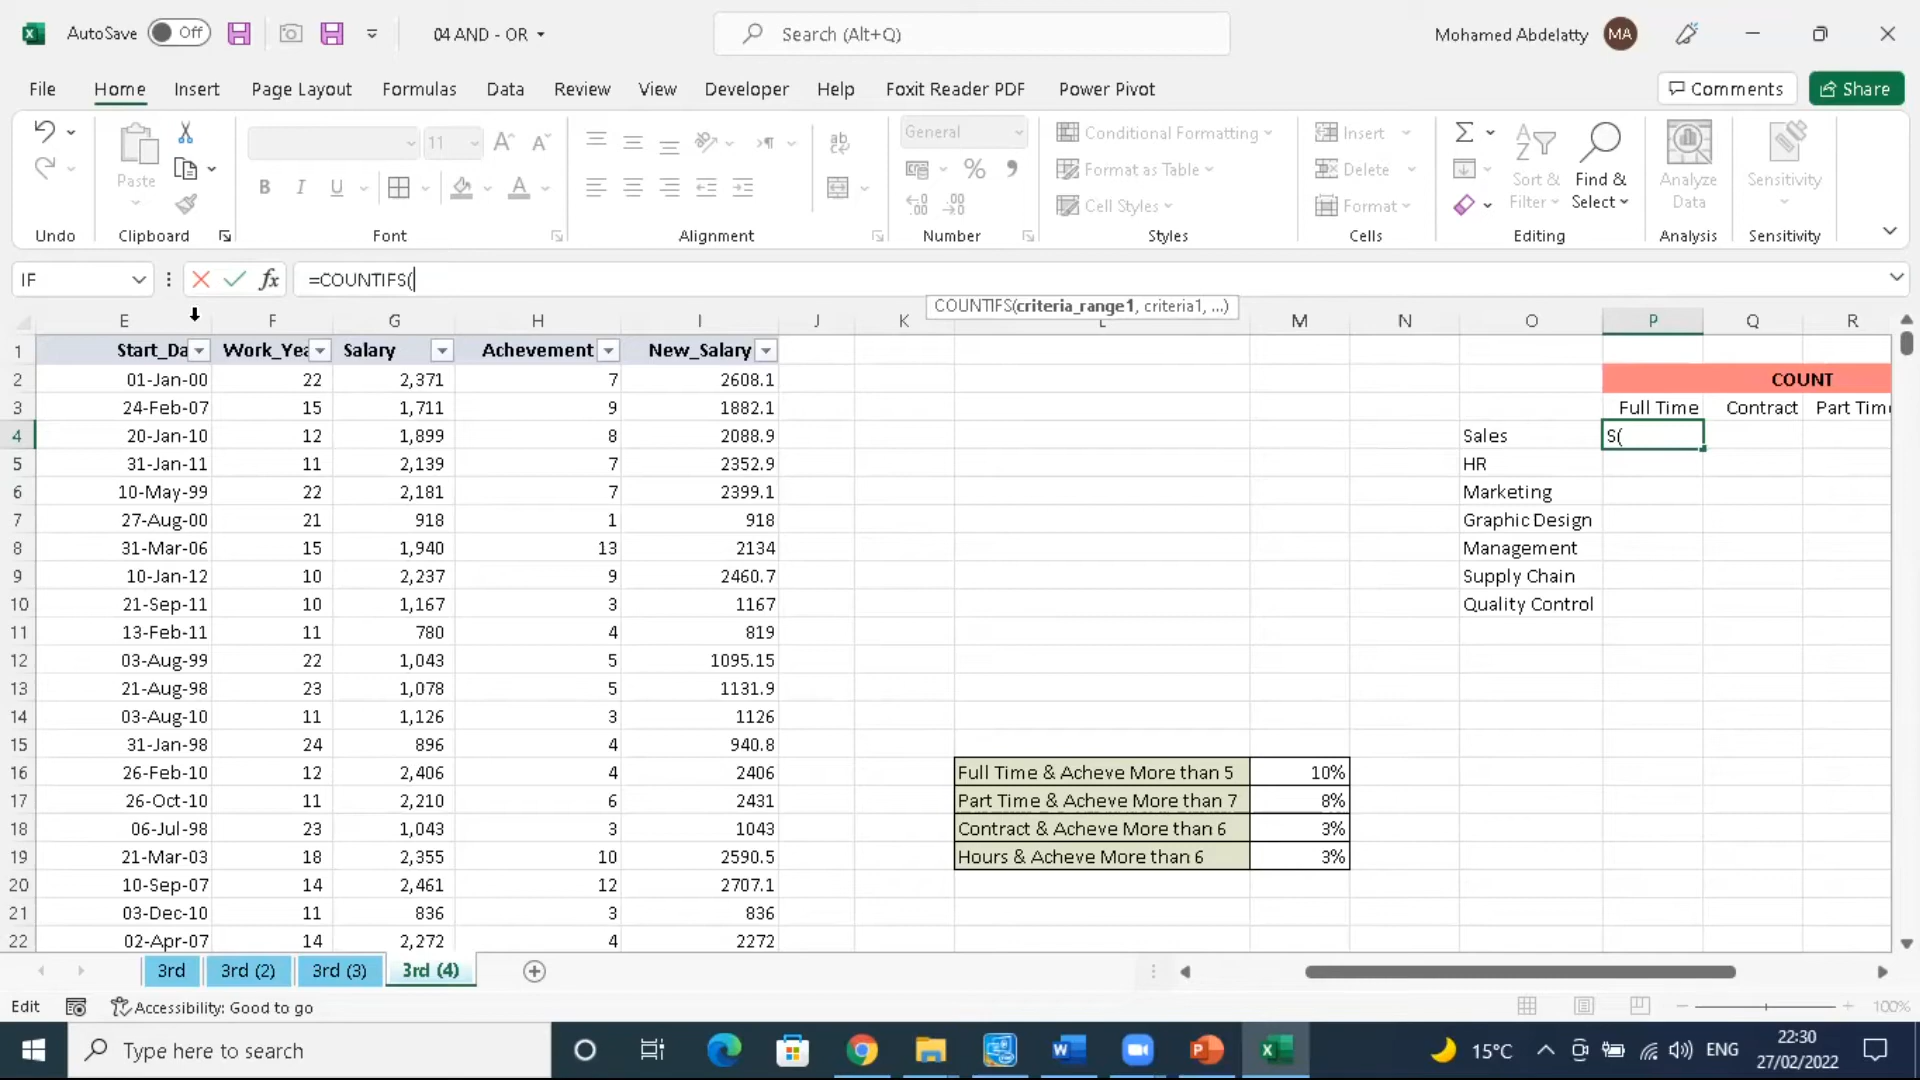 AutoSave Off 04 AND - OR Search (Alt+Q) Mohamed Abdelatty MA
File Home Insert Page Layout Formulas Data Review View Developer Help Foxit Reader PDF Power Pivot Comments Share
Paste General Conditional Formatting Format as Table Cell Styles Insert Delete Format Sort & Filter Find & Select Analyze Data Sensitivity
11
B I U
Undo Clipboard Font Alignment Number Styles Cells Editing Analysis Sensitivity
IF =COUNTIFS(
COUNTIFS(criteria_range1, criteria1, ...)
E F G H I J K L M N O P Q R
1 Start_Da Work_Yea Salary Achevement New_Salary
2 01-Jan-00 22 2,371 7 2608.1 COUNT
3 24-Feb-07 15 1,711 9 1882.1 Full Time Contract Part Time
4 20-Jan-10 12 1,899 8 2088.9 Sales S(
5 31-Jan-11 11 2,139 7 2352.9 HR
6 10-May-99 22 2,181 7 2399.1 Marketing
7 27-Aug-00 21 918 1 918 Graphic Design
8 31-Mar-06 15 1,940 13 2134 Management
9 10-Jan-12 10 2,237 9 2460.7 Supply Chain
10 21-Sep-11 10 1,167 3 1167 Quality Control
11 13-Feb-11 11 780 4 819
12 03-Aug-99 22 1,043 5 1095.15
13 21-Aug-98 23 1,078 5 1131.9
14 03-Aug-10 11 1,126 3 1126
15 31-Jan-98 24 896 4 940.8
16 26-Feb-10 12 2,406 4 2406 Full Time & Acheve More than 5 10%
17 26-Oct-10 11 2,210 6 2431 Part Time & Acheve More than 7 8%
18 06-Jul-98 23 1,043 3 1043 Contract & Acheve More than 6 3%
19 21-Mar-03 18 2,355 10 2590.5 Hours & Acheve More than 6 3%
20 10-Sep-07 14 2,461 12 2707.1
21 03-Dec-10 11 836 3 836
22 02-Apr-07 14 2,272 4 2272
3rd 3rd (2) 3rd (3) 3rd (4)
Edit Accessibility: Good to go 100%
Type here to search 15°C ENG 22:30
27/02/2022